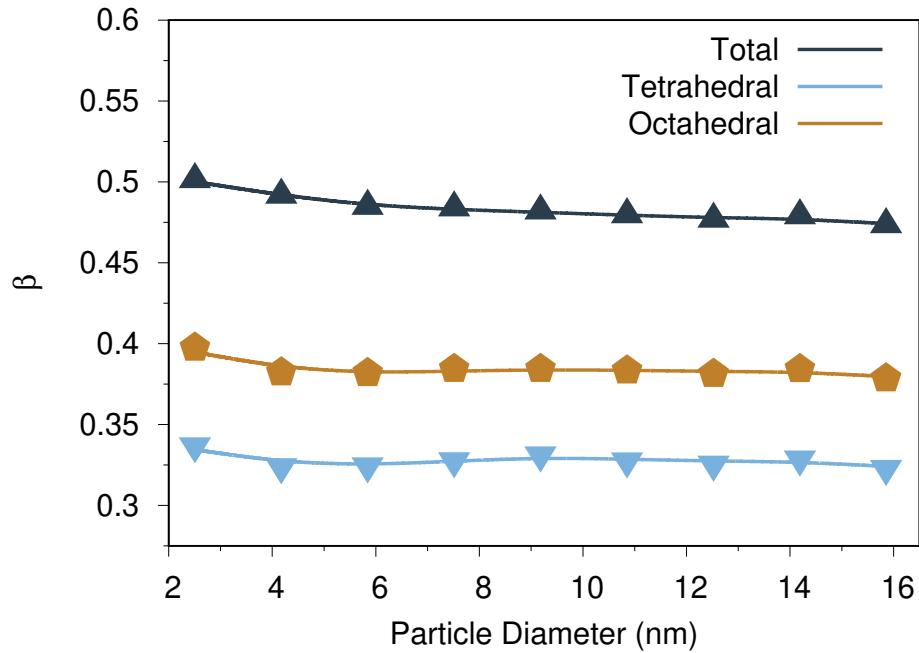 0.6
0.55
0.5
0.45
0.4
0.35
0.3
β
2 4 6 8 10 12 14 16
Particle Diameter (nm)
Total
Tetrahedral
Octahedral